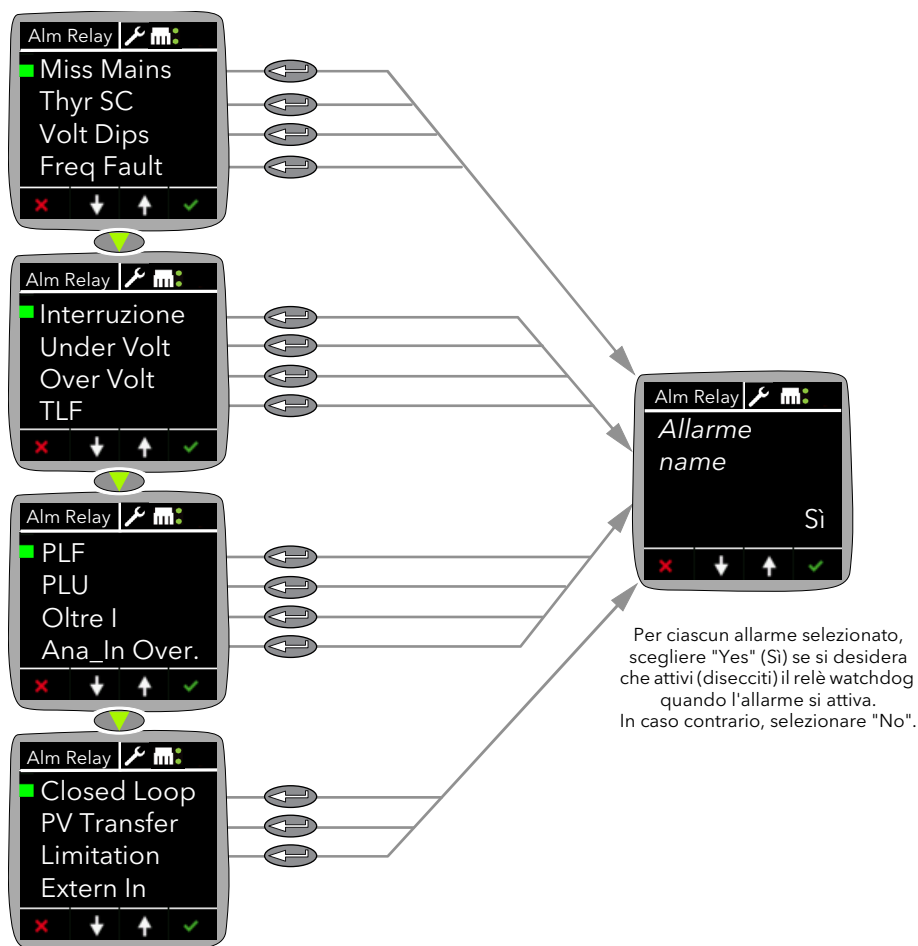 Alm Relay
Miss Mains
Thyr SC
Volt Dips
Freq Fault
Alm Relay
Interruzione
Under Volt
Over Volt
TLF
Alm Relay
PLF
PLU
Oltre I
Ana_In Over.
Alm Relay
Closed Loop
PV Transfer
Limitation
Extern In
Alm Relay
Allarme
name
Sì
Per ciascun allarme selezionato,
scegliere "Yes" (Sì) se si desidera
che attivi (disecciti) il relè watchdog
quando l'allarme si attiva.
In caso contrario, selezionare "No".